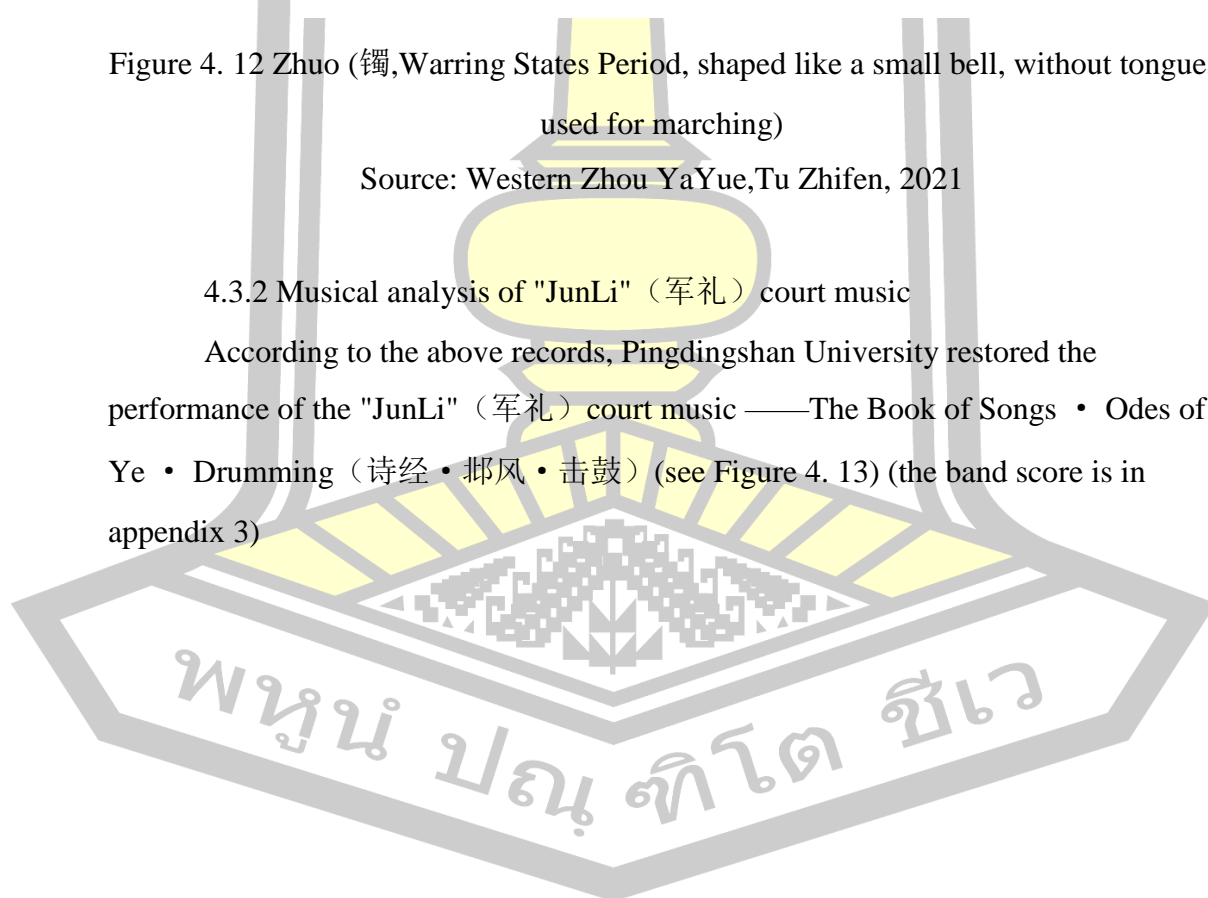 Figure 4. 12 Zhuo (镯,Warring States Period, shaped like a small bell, without tongue
used for marching)
Source: Western Zhou YaYue,Tu Zhifen, 2021
4.3.2 Musical analysis of "JunLi"（军礼）court music
According to the above records, Pingdingshan University restored the
performance of the "JunLi"（军礼）court music ——The Book of Songs • Odes of
Ye • Drumming（诗经•邶风•击鼓）(see Figure 4. 13) (the band score is in
appendix 3)
พหูนํ ปณฺฑิโต ชีเว